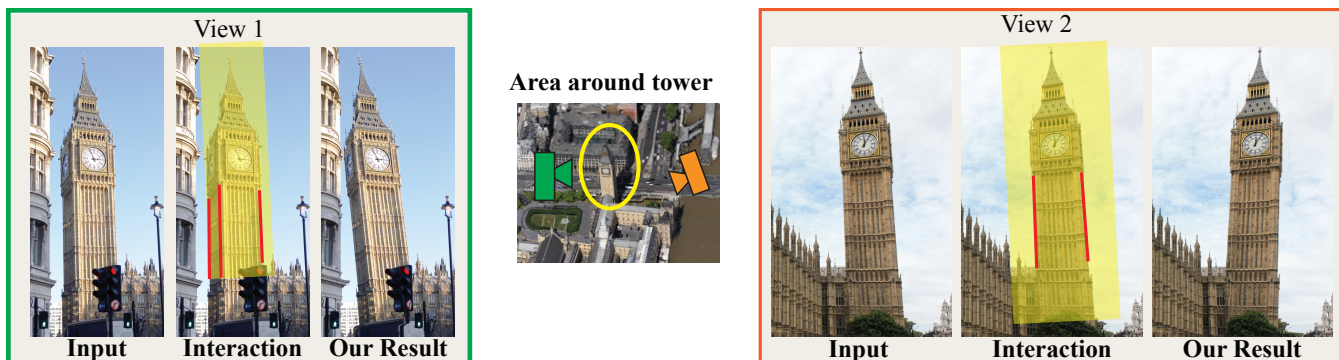 View 1
Input
Interaction
Our Result
Area around tower
View 2
Input
Interaction
Our Result